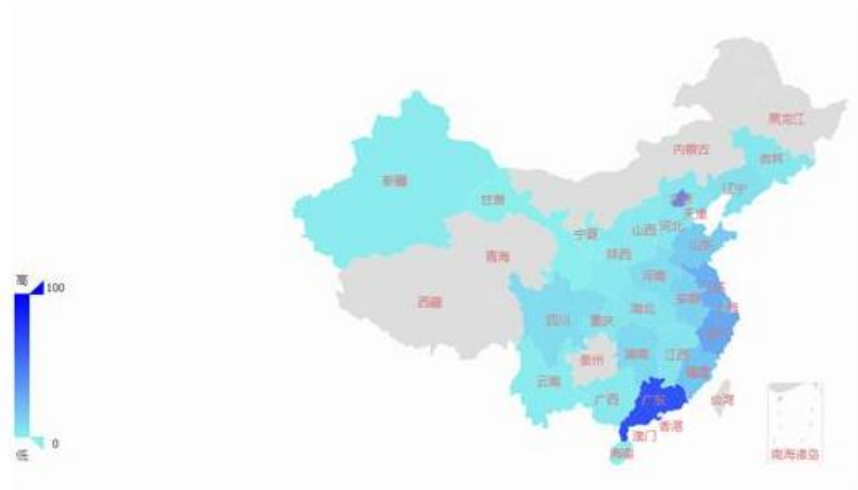 黑龙江
内蒙古
吉林
新疆
辽宁
甘肃
北京
天津
宁夏
山西
河北
山东
陕西
青海
河南
高
100
江苏
西藏
安徽
上海
四川
重庆
湖北
浙江
湖南
江西
贵州
福建
云南
广西
广东
台湾
香港
澳门
0
低
海南
南海诸岛